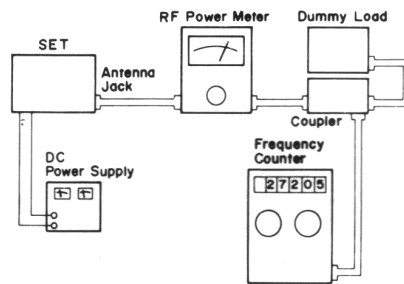 RF Power Meter
Dummy Load
SET
Antenna
Jack
Coupler
Frequency
Counter
27205
DC
Power Supply